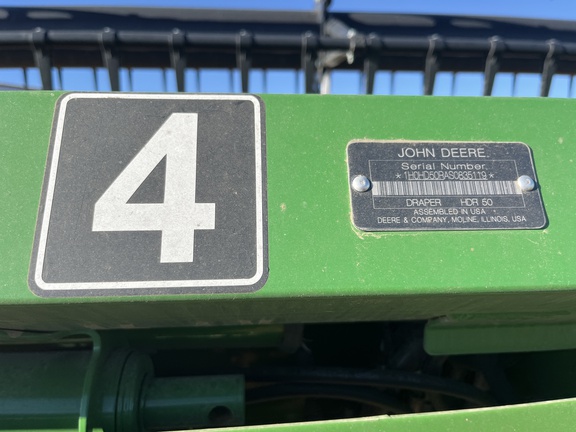 4
JOHN DEERE
Serial Number
*1H0HD50RAS0835119*
DRAPER HDR 50
ASSEMBLED IN USA
DEERE & COMPANY, MOLINE, ILLINOIS, USA